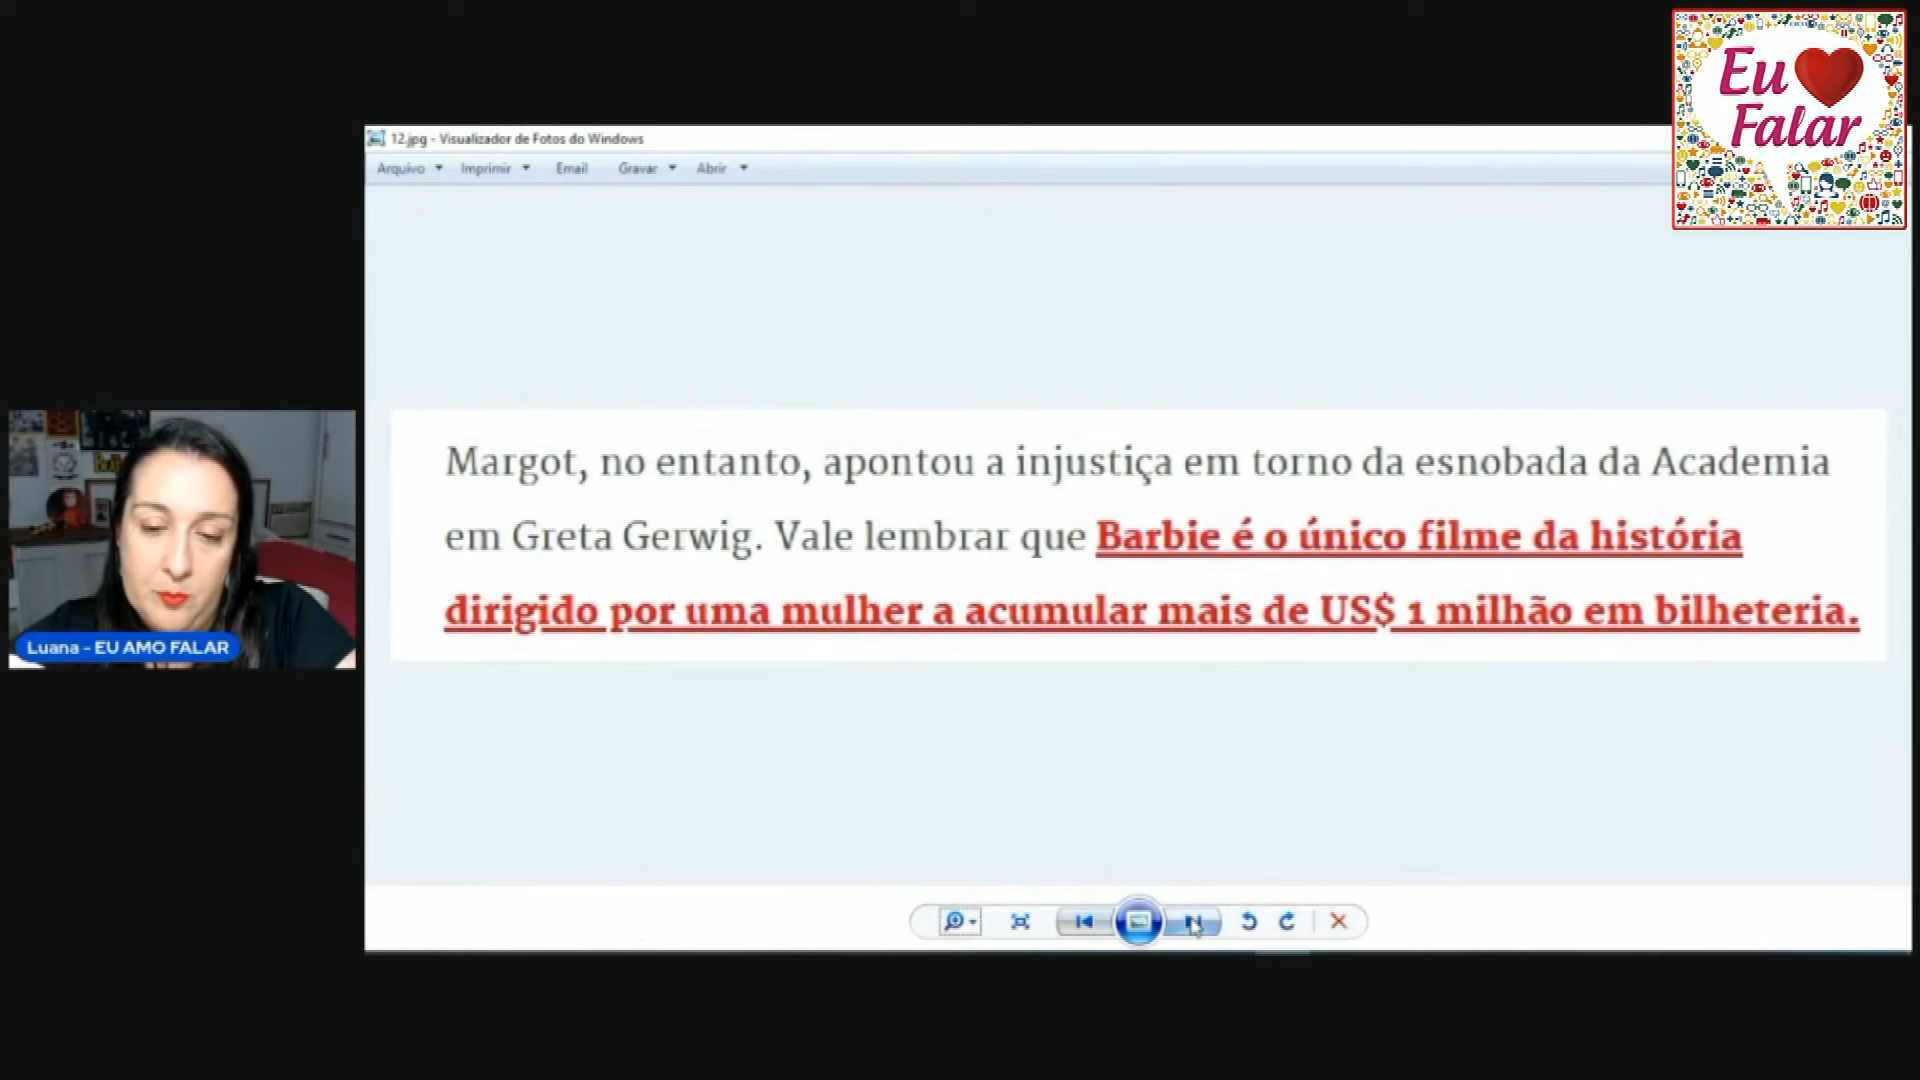 Eu
Falar
12.jpg - Visualizador de Fotos do Windows
Arquivo Imprimir Email Gravar Abrir
Margot, no entanto, apontou a injustiça em torno da esnobada da Academia
em Greta Gerwig. Vale lembrar que Barbie é o único filme da história
dirigido por uma mulher a acumular mais de US$ 1 milhão em bilheteria.
Luana - EU AMO FALAR